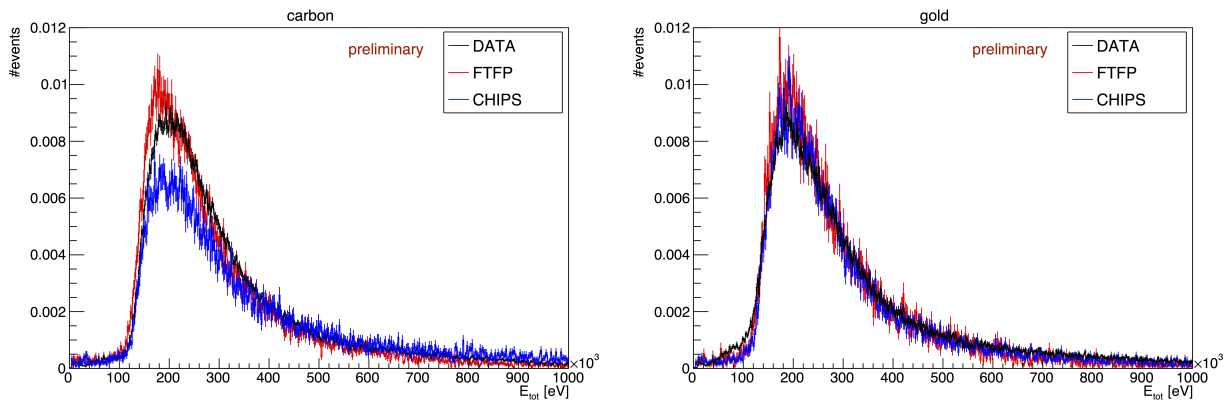 carbon
#events
0.012
0.01
0.008
0.006
0.004
0.002
0
preliminary
DATA
FTFP
CHIPS
0 100 200 300 400 500 600 700 800 900 1000
×10³
E_tot [eV]
gold
#events
0.012
0.01
0.008
0.006
0.004
0.002
0
preliminary
DATA
FTFP
CHIPS
0 100 200 300 400 500 600 700 800 900 1000
×10³
E_tot [eV]